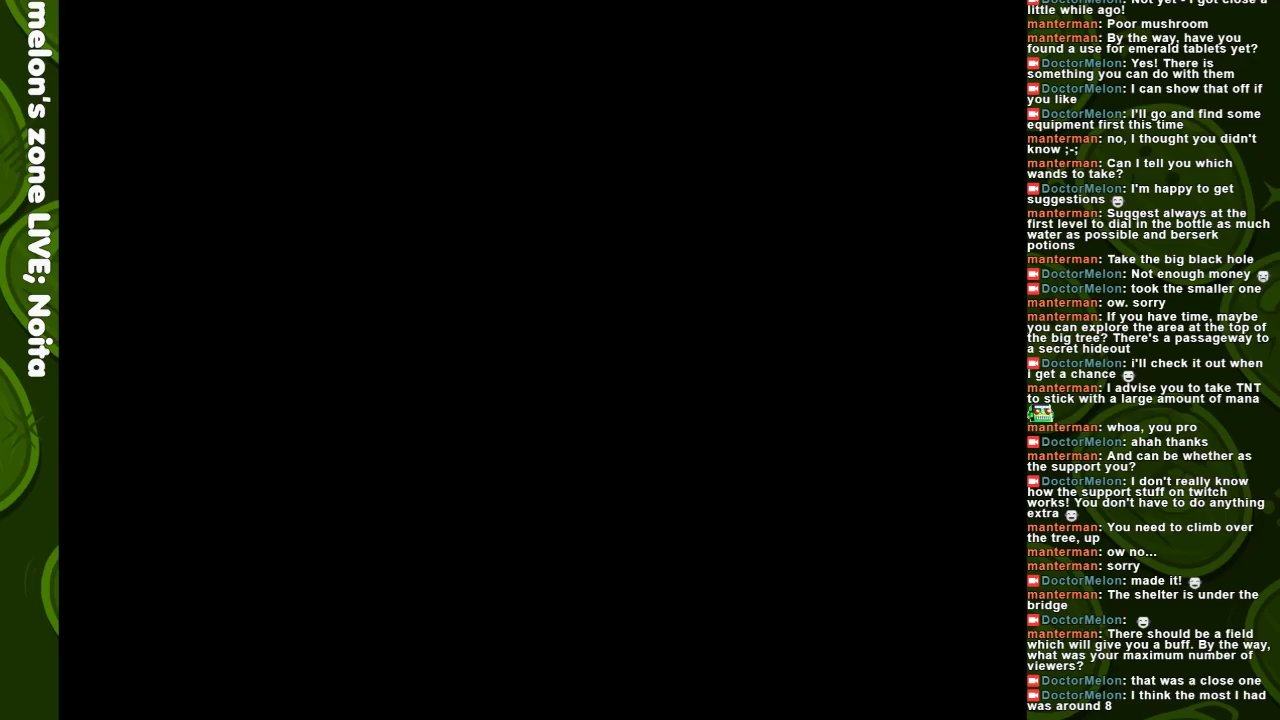 melon's zone LIVE; Noita
DoctorMelon: Not yet - I got close a
little while ago!
manterman: Poor mushroom
manterman: By the way, have you
found a use for emerald tablets yet?
DoctorMelon: Yes! There is
something you can do with them
DoctorMelon: I can show that off if
you like
DoctorMelon: I'll go and find some
equipment first this time
manterman: no, I thought you didn't
know ;-;
manterman: Can I tell you which
wands to take?
DoctorMelon: I'm happy to get
suggestions
manterman: Suggest always at the
first level to dial in the bottle as much
water as possible and berserk
potions
manterman: Take the big black hole
DoctorMelon: Not enough money
DoctorMelon: took the smaller one
manterman: ow. sorry
manterman: If you have time, maybe
you can explore the area at the top of
the big tree? There's a passageway to
a secret hideout
DoctorMelon: i'll check it out when
i get a chance
manterman: I advise you to take TNT
to stick with a large amount of mana
manterman: whoa, you pro
DoctorMelon: ahah thanks
manterman: And can be whether as
the support you?
DoctorMelon: I don't really know
how the support stuff on twitch
works! You don't have to do anything
extra
manterman: You need to climb over
the tree, up
manterman: ow no...
manterman: sorry
DoctorMelon: made it!
manterman: The shelter is under the
bridge
DoctorMelon:
manterman: There should be a field
which will give you a buff. By the way,
what was your maximum number of
viewers?
DoctorMelon: that was a close one
DoctorMelon: I think the most I had
was around 8